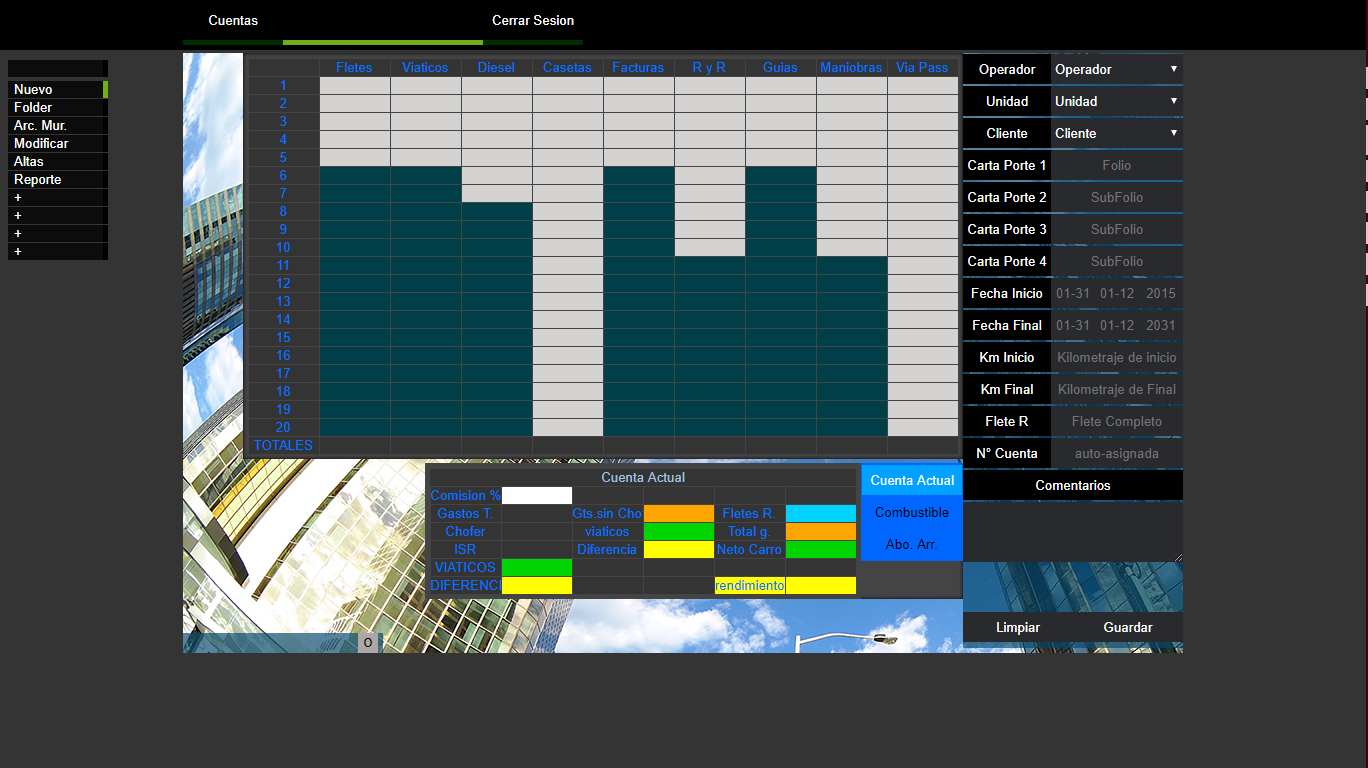 Cuentas Cerrar Sesion
Nuevo
Folder
Arc. Mur.
Modificar
Altas
Reporte
+
+
+
+
Fletes Viaticos Diesel Casetas Facturas R y R Guias Maniobras Via Pass
1
2
3
4
5
6
7
8
9
10
11
12
13
14
15
16
17
18
19
20
TOTALES
Cuenta Actual
Comision %
Gastos T. Gts.sin Cho Fletes R.
Chofer viaticos Total g.
ISR Diferencia Neto Carro
VIATICOS
DIFERENCI rendimiento
Cuenta Actual
Combustible
Abo. Arr.
O
Operador Operador
Unidad Unidad
Cliente Cliente
Carta Porte 1 Folio
Carta Porte 2 SubFolio
Carta Porte 3 SubFolio
Carta Porte 4 SubFolio
Fecha Inicio 01-31 01-12 2015
Fecha Final 01-31 01-12 2031
Km Inicio Kilometraje de inicio
Km Final Kilometraje de Final
Flete R Flete Completo
N° Cuenta auto-asignada
Comentarios
Limpiar Guardar